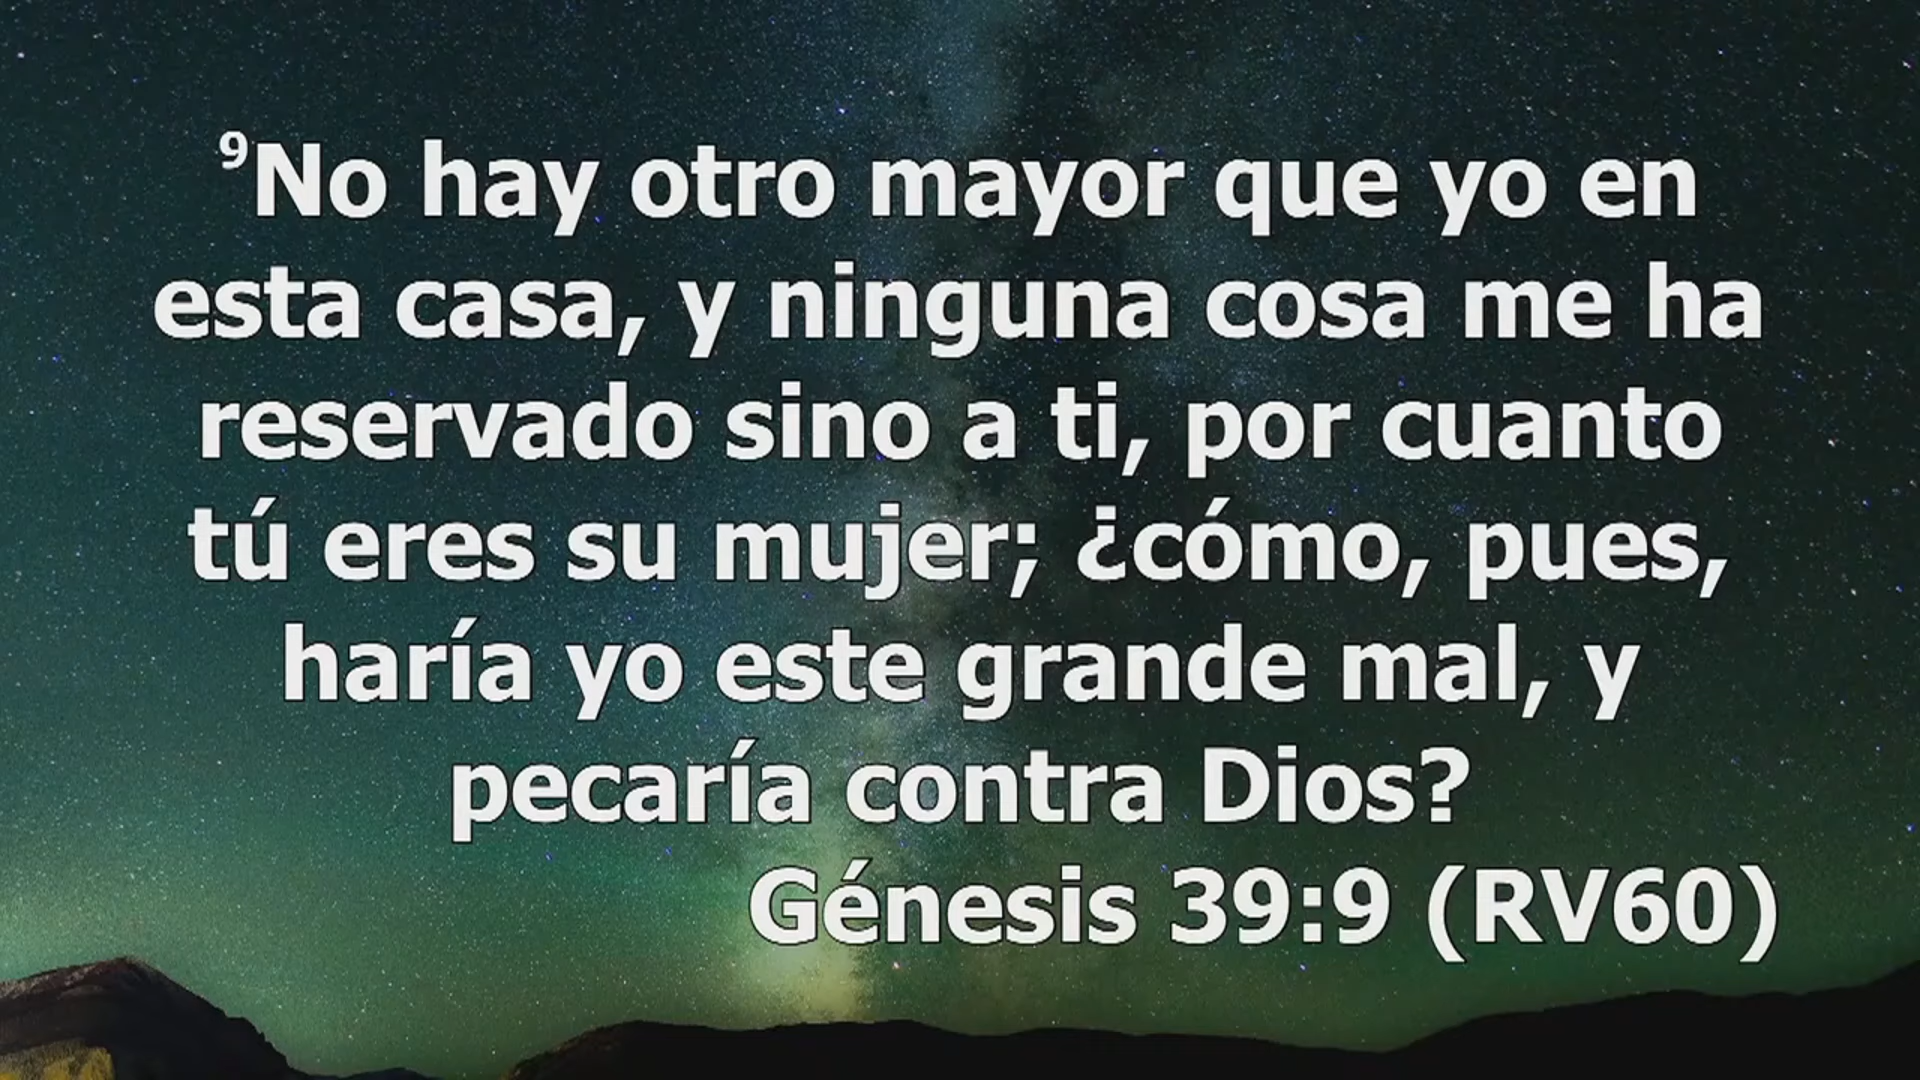 ⁹No hay otro mayor que yo en
esta casa, y ninguna cosa me ha
reservado sino a ti, por cuanto
tú eres su mujer; ¿cómo, pues,
haría yo este grande mal, y
pecaría contra Dios?
Génesis 39:9 (RV60)